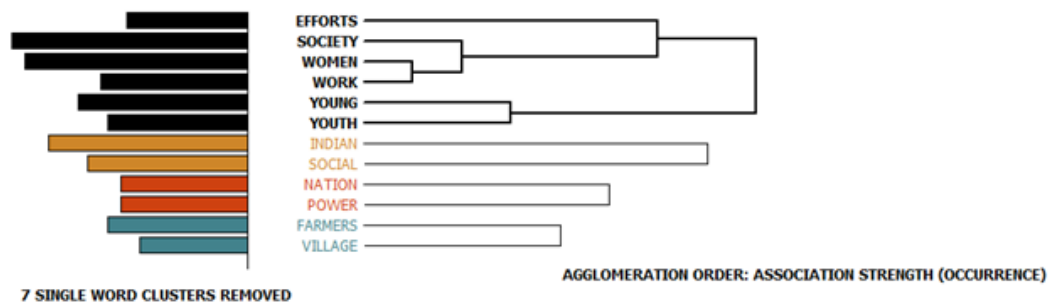 EFFORTS
SOCIETY
WOMEN
WORK
YOUNG
YOUTH
INDIAN
SOCIAL
NATION
POWER
FARMERS
VILLAGE
AGGLOMERATION ORDER: ASSOCIATION STRENGTH (OCCURRENCE)
7 SINGLE WORD CLUSTERS REMOVED